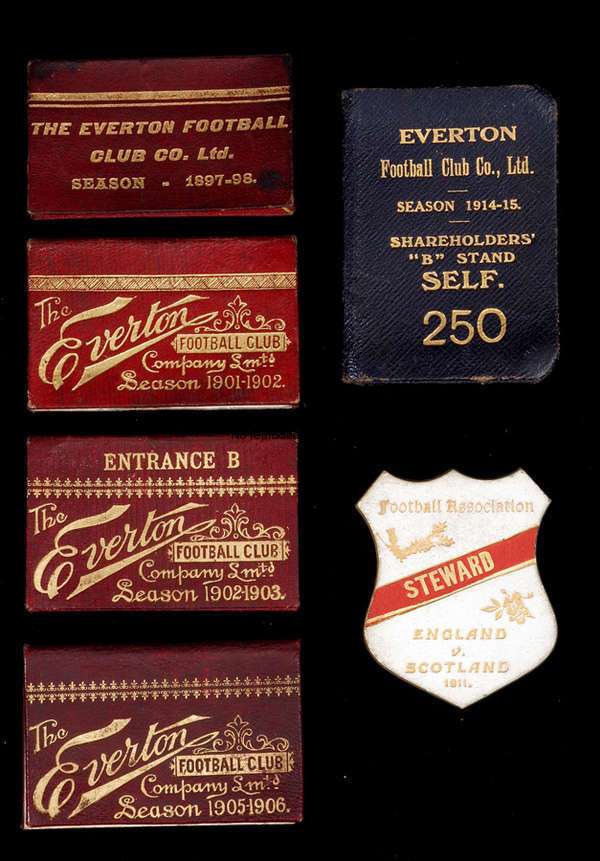 THE EVERTON FOOTBALL
CLUB CO. Ltd.
SEASON - 1897-98.
The
Everton
FOOTBALL CLUB
Company Lmtd
Season 1901-1902.
ENTRANCE B
The
Everton
FOOTBALL CLUB
Company Lmtd
Season 1902-1903.
The
Everton
FOOTBALL CLUB
Company Lmtd
Season 1905-1906.
EVERTON
Football Club Co., Ltd.
SEASON 1914-15.
SHAREHOLDERS'
"B" STAND
SELF.
250
Football Association
STEWARD
ENGLAND
v.
SCOTLAND
1911.